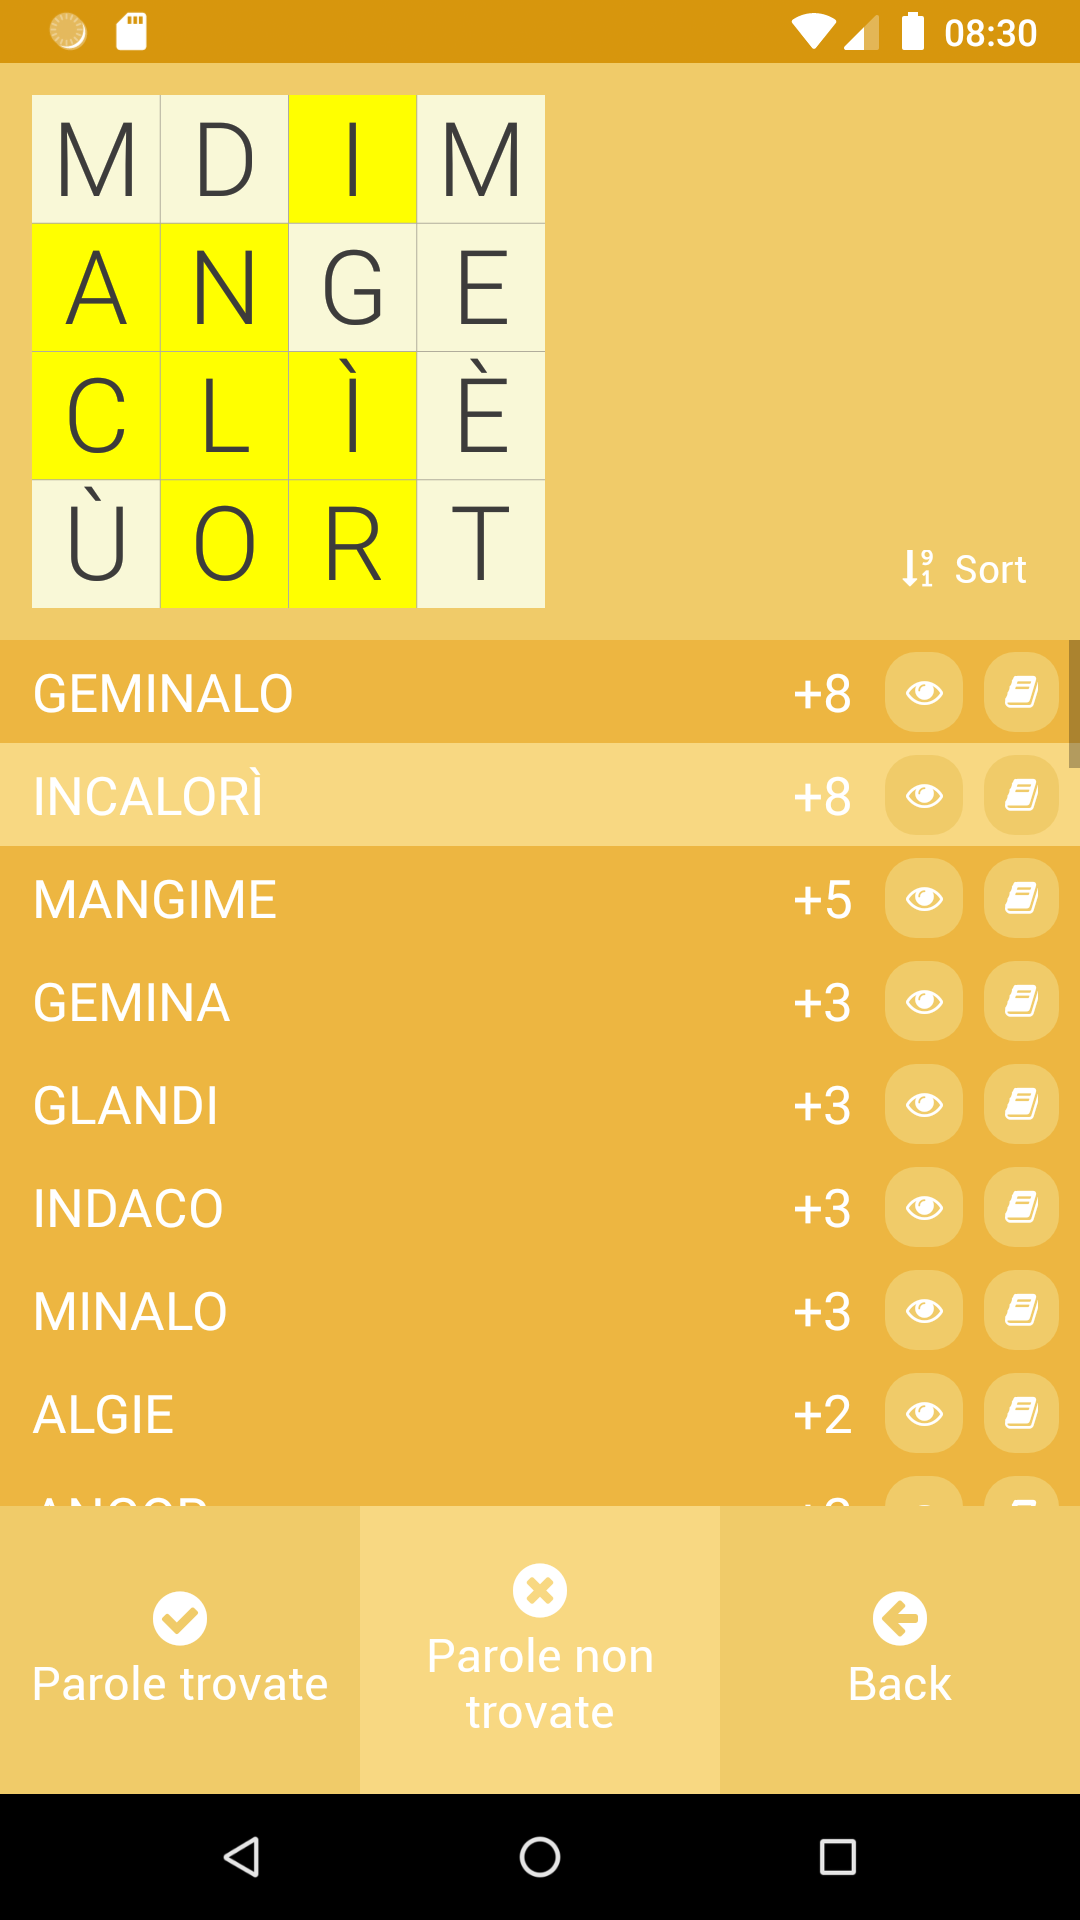 08:30
M D I M
A N G E
C L Ì È
Ù O R T
Sort
GEMINALO +8
INCALORÌ +8
MANGIME +5
GEMINA +3
GLANDI +3
INDACO +3
MINALO +3
ALGIE +2
Parole trovate
Parole non
trovate
Back